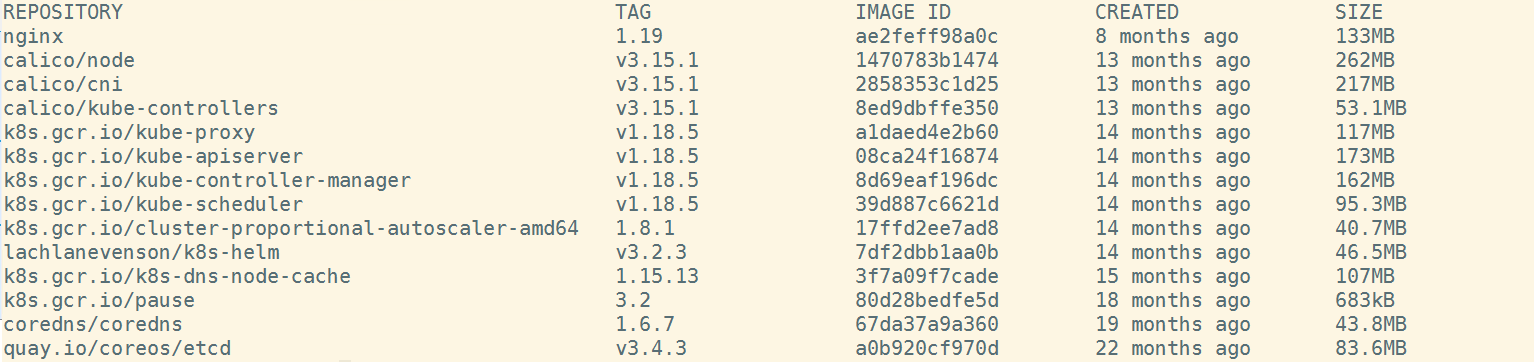 REPOSITORY TAG IMAGE ID CREATED SIZE
nginx 1.19 ae2feff98a0c 8 months ago 133MB
calico/node v3.15.1 1470783b1474 13 months ago 262MB
calico/cni v3.15.1 2858353c1d25 13 months ago 217MB
calico/kube-controllers v3.15.1 8ed9dbffe350 13 months ago 53.1MB
k8s.gcr.io/kube-proxy v1.18.5 a1daed4e2b60 14 months ago 117MB
k8s.gcr.io/kube-apiserver v1.18.5 08ca24f16874 14 months ago 173MB
k8s.gcr.io/kube-controller-manager v1.18.5 8d69eaf196dc 14 months ago 162MB
k8s.gcr.io/kube-scheduler v1.18.5 39d887c6621d 14 months ago 95.3MB
k8s.gcr.io/cluster-proportional-autoscaler-amd64 1.8.1 17ffd2ee7ad8 14 months ago 40.7MB
lachlanevenson/k8s-helm v3.2.3 7df2dbb1aa0b 14 months ago 46.5MB
k8s.gcr.io/k8s-dns-node-cache 1.15.13 3f7a09f7cade 15 months ago 107MB
k8s.gcr.io/pause 3.2 80d28bedfe5d 18 months ago 683kB
coredns/coredns 1.6.7 67da37a9a360 19 months ago 43.8MB
quay.io/coreos/etcd v3.4.3 a0b920cf970d 22 months ago 83.6MB